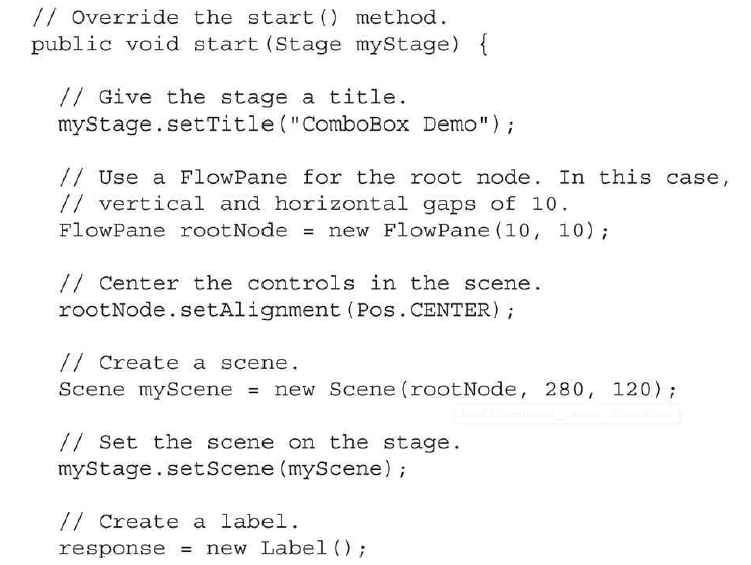 // Override the start() method.
public void start(Stage myStage) {
// Give the stage a title.
myStage.setTitle("ComboBox Demo");
// Use a FlowPane for the root node. In this case,
// vertical and horizontal gaps of 10.
FlowPane rootNode = new FlowPane(10, 10);
// Center the controls in the scene.
rootNode.setAlignment(Pos.CENTER);
// Create a scene.
Scene myScene = new Scene(rootNode, 280, 120);
JavaFX combobox_canvar - PowerPoint
// Set the scene on the stage.
myStage.setScene(myScene);
// Create a label.
response = new Label();